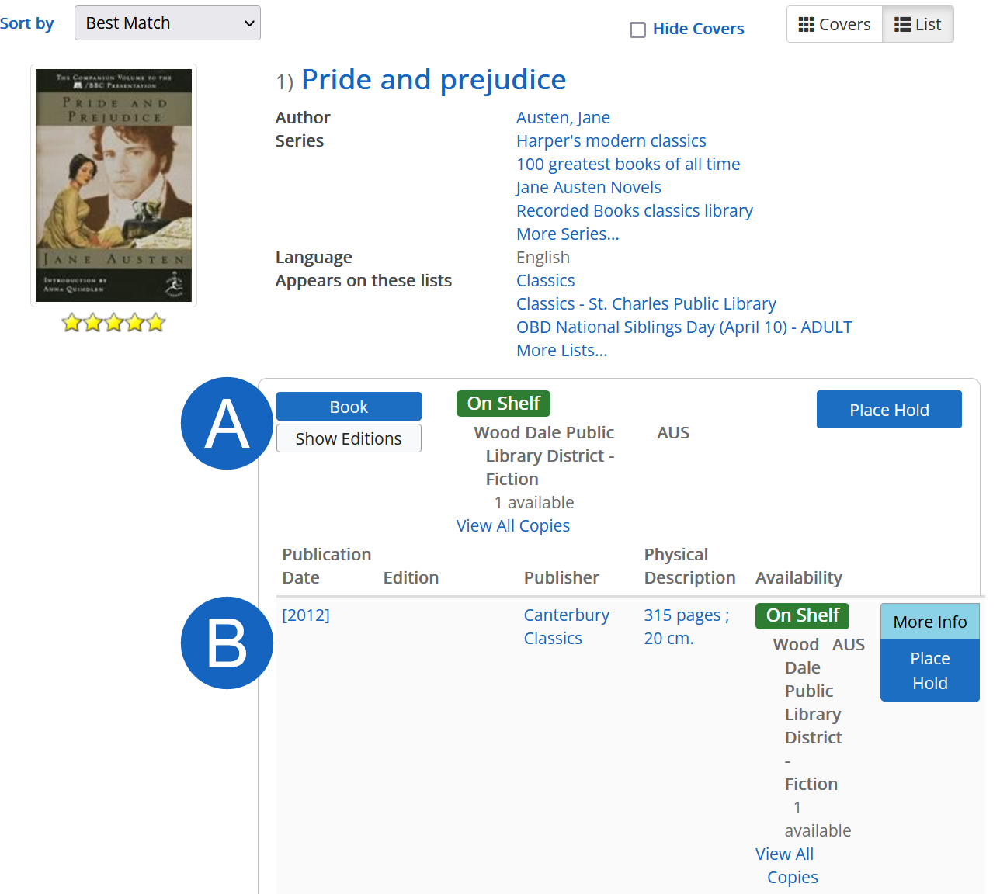 Sort by
Best Match
Hide Covers
Covers
List
THE COMPANION VOLUME TO THE
/BBC PRESENTATION
PRIDE AND
PREJUDICE
JANE AUSTEN
INTRODUCTION BY
ANNA QUINDLEN
1) Pride and prejudice
Author
Austen, Jane
Series
Harper's modern classics
100 greatest books of all time
Jane Austen Novels
Recorded Books classics library
More Series...
Language
English
Appears on these lists
Classics
Classics - St. Charles Public Library
OBD National Siblings Day (April 10) - ADULT
More Lists...
A
Book
Show Editions
On Shelf
Wood Dale Public
Library District -
Fiction
AUS
1 available
View All Copies
Place Hold
Publication
Date
Edition
Publisher
Physical
Description
Availability
B
[2012]
Canterbury
Classics
315 pages ;
20 cm.
On Shelf
Wood
Dale
Public
Library
District
-
Fiction
AUS
1
available
View All
Copies
More Info
Place
Hold